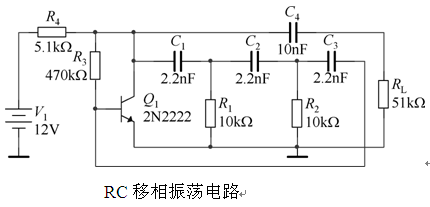 R4
5.1kΩ
R3
470kΩ
C1
2.2nF
C2
2.2nF
C4
10nF
C3
2.2nF
RL
51kΩ
V1
12V
Q1
2N2222
R1
10kΩ
R2
10kΩ
RC 移相振荡电路